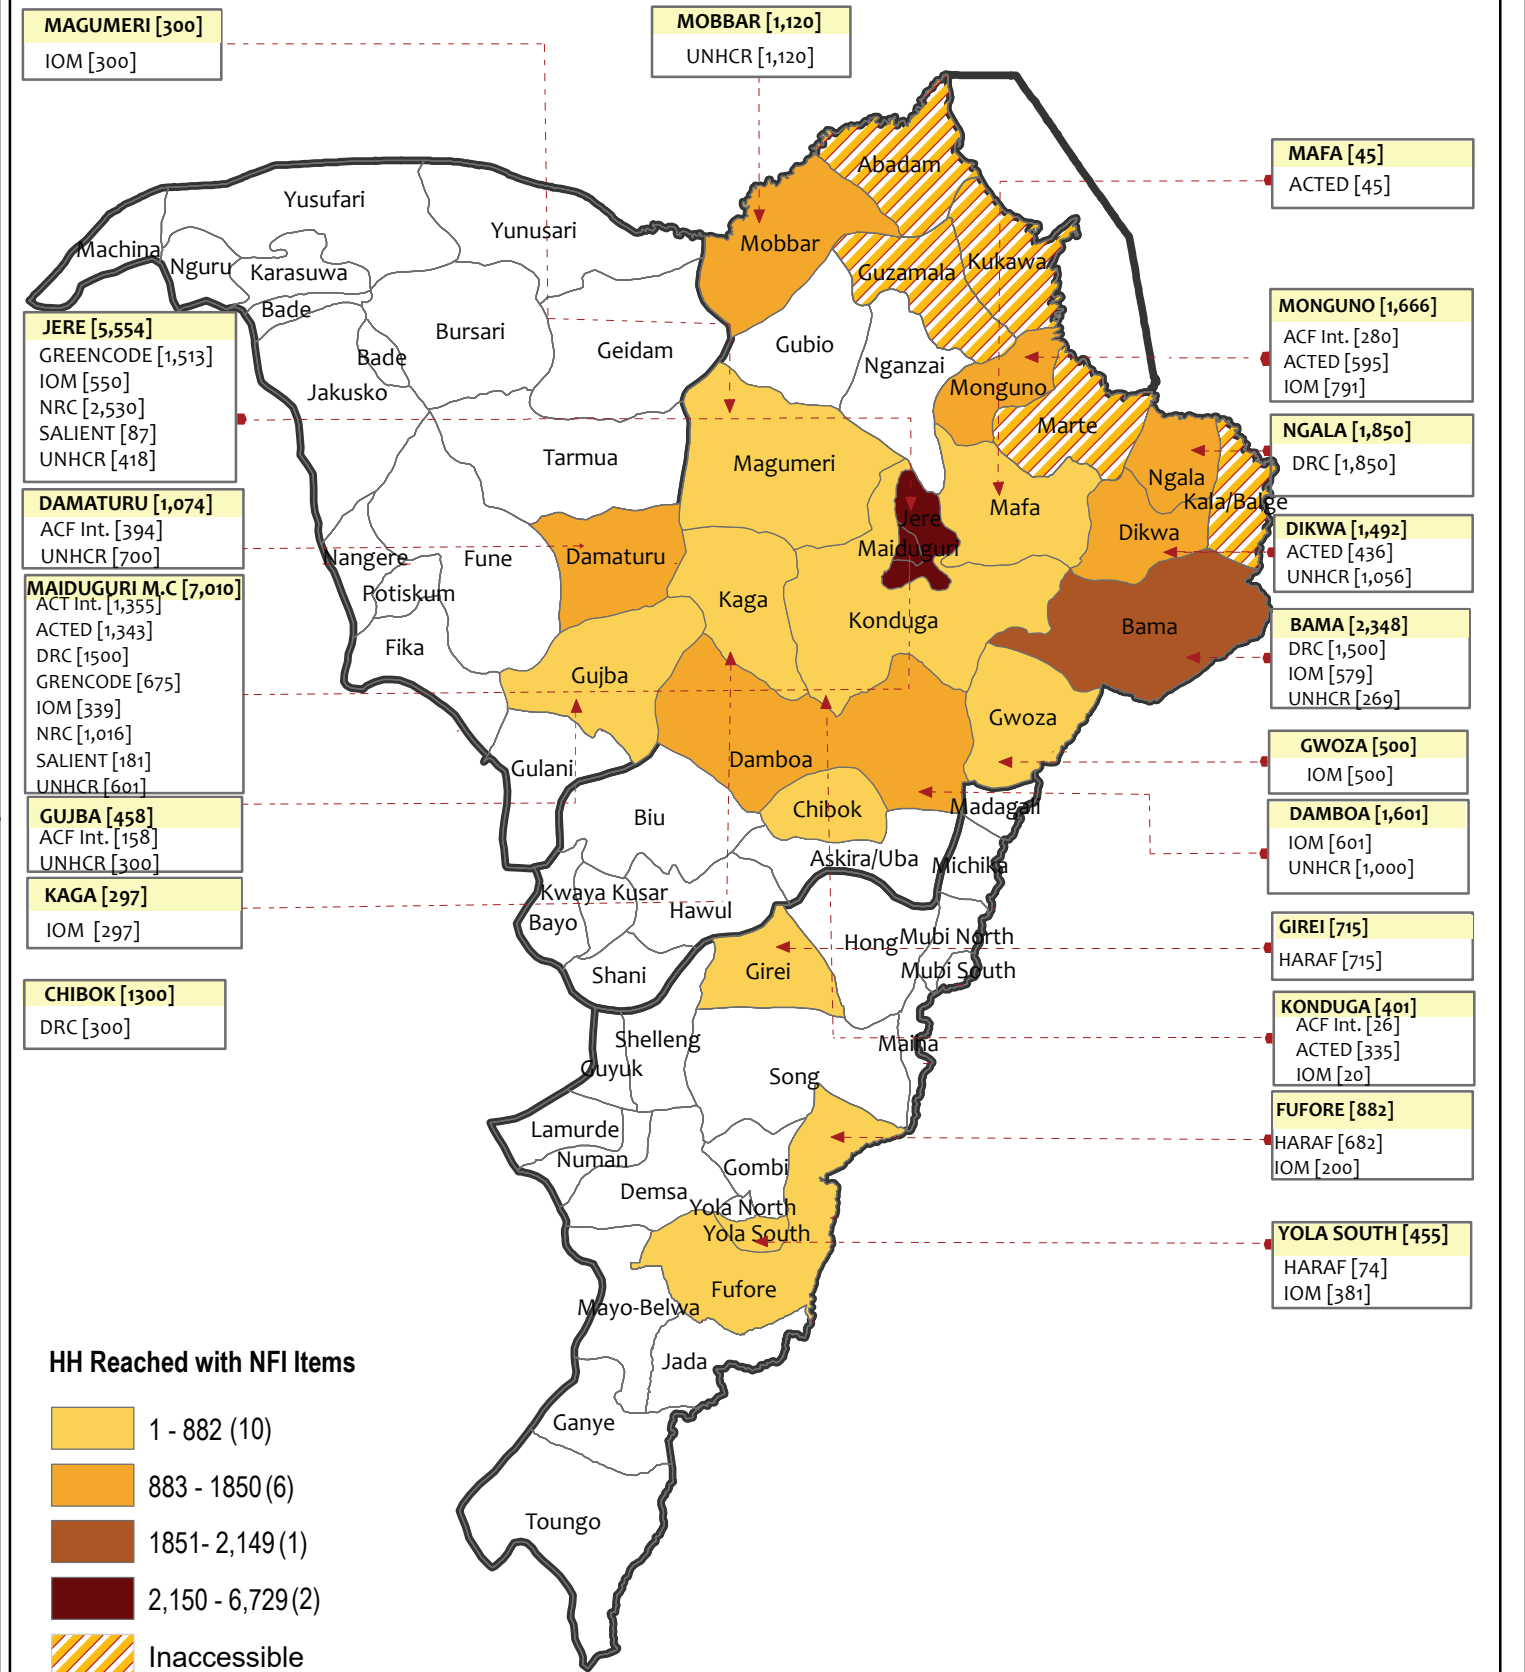 MAGUMERI [300]
IOM [300]
MOBBAR [1,120]
UNHCR [1,120]
MAFA [45]
ACTED [45]
MONGUNO [1,666]
ACF Int. [280]
ACTED [595]
IOM [791]
NGALA [1,850]
DRC [1,850]
DIKWA [1,492]
ACTED [436]
UNHCR [1,056]
BAMA [2,348]
DRC [1,500]
IOM [579]
UNHCR [269]
GWOZA [500]
IOM [500]
DAMBOA [1,601]
IOM [601]
UNHCR [1,000]
GIREI [715]
HARAF [715]
KONDUGA [401]
ACF Int. [26]
ACTED [335]
IOM [20]
FUFORE [882]
HARAF [682]
IOM [200]
YOLA SOUTH [455]
HARAF [74]
IOM [381]
JERE [5,554]
GREENCODE [1,513]
IOM [550]
NRC [2,530]
SALIENT [87]
UNHCR [418]
DAMATURU [1,074]
ACF Int. [394]
UNHCR [700]
MAIDUGURI M.C [7,010]
ACT Int. [1,355]
ACTED [1,343]
DRC [1500]
GRENCODE [675]
IOM [339]
NRC [1,016]
SALIENT [181]
UNHCR [601]
GUJBA [458]
ACF Int. [158]
UNHCR [300]
KAGA [297]
IOM [297]
CHIBOK [1300]
DRC [300]
Abadam
Yusufari
Yunusari
Machina
Nguru
Karasuwa
Mobbar
Guzamala
Kukawa
Bade
Bursari
Geidam
Gubio
Nganzai
Bade
Jakusko
Monguno
Marte
Tarmua
Magumeri
Mafa
Ngala
Kala/Balge
Jere
Maiduguri
Dikwa
Nangere
Fune
Damaturu
Potiskum
Kaga
Konduga
Bama
Fika
Gujba
Gwoza
Gulani
Damboa
Biu
Chibok
Madagali
Askira/Uba
Michika
Kwaya Kusar
Bayo
Hawul
Hong
Mubi North
Shani
Girei
Mubi South
Shelleng
Guyuk
Maiha
Song
Lamurde
Numan
Gombi
Demsa
Yola North
Yola South
Fufore
Mayo-Belwa
Jada
Ganye
Toungo
HH Reached with NFI Items
1 - 882 (10)
883 - 1850 (6)
1851- 2,149 (1)
2,150 - 6,729 (2)
Inaccessible